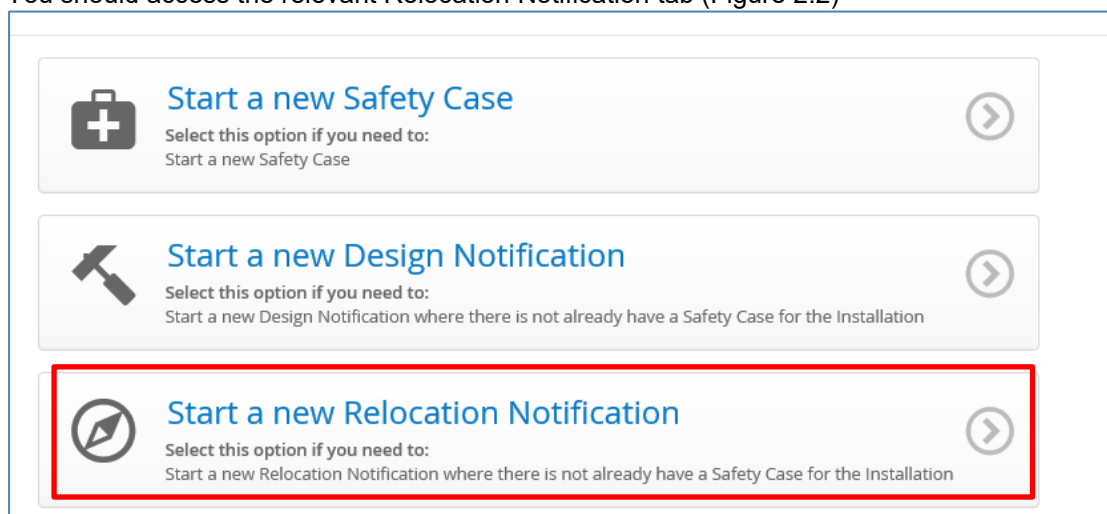 You should access the relevant Relocation Notification tab (Figure 2.2)
Start a new Safety Case
Select this option if you need to:
Start a new Safety Case
Start a new Design Notification
Select this option if you need to:
Start a new Design Notification where there is not already have a Safety Case for the Installation
Start a new Relocation Notification
Select this option if you need to:
Start a new Relocation Notification where there is not already have a Safety Case for the Installation